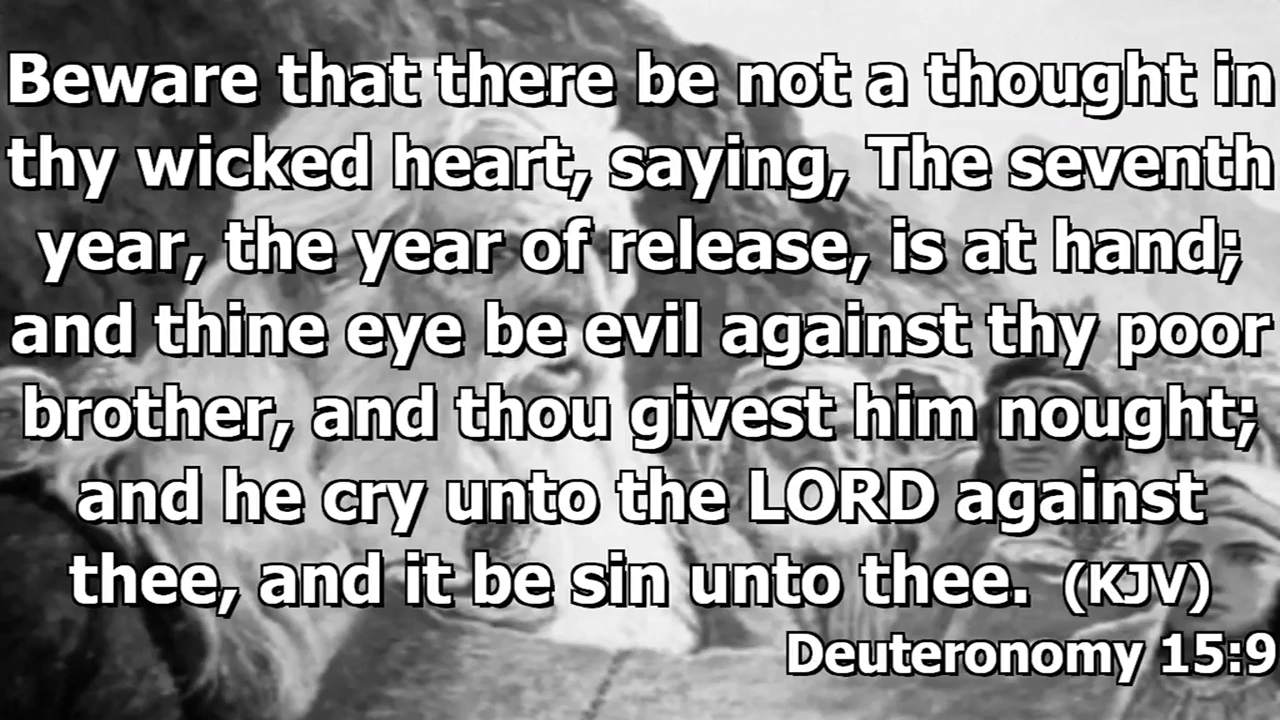 Beware that there be not a thought in
thy wicked heart, saying, The seventh
year, the year of release, is at hand;
and thine eye be evil against thy poor
brother, and thou givest him nought;
and he cry unto the LORD against
thee, and it be sin unto thee. (KJV)
Deuteronomy 15:9